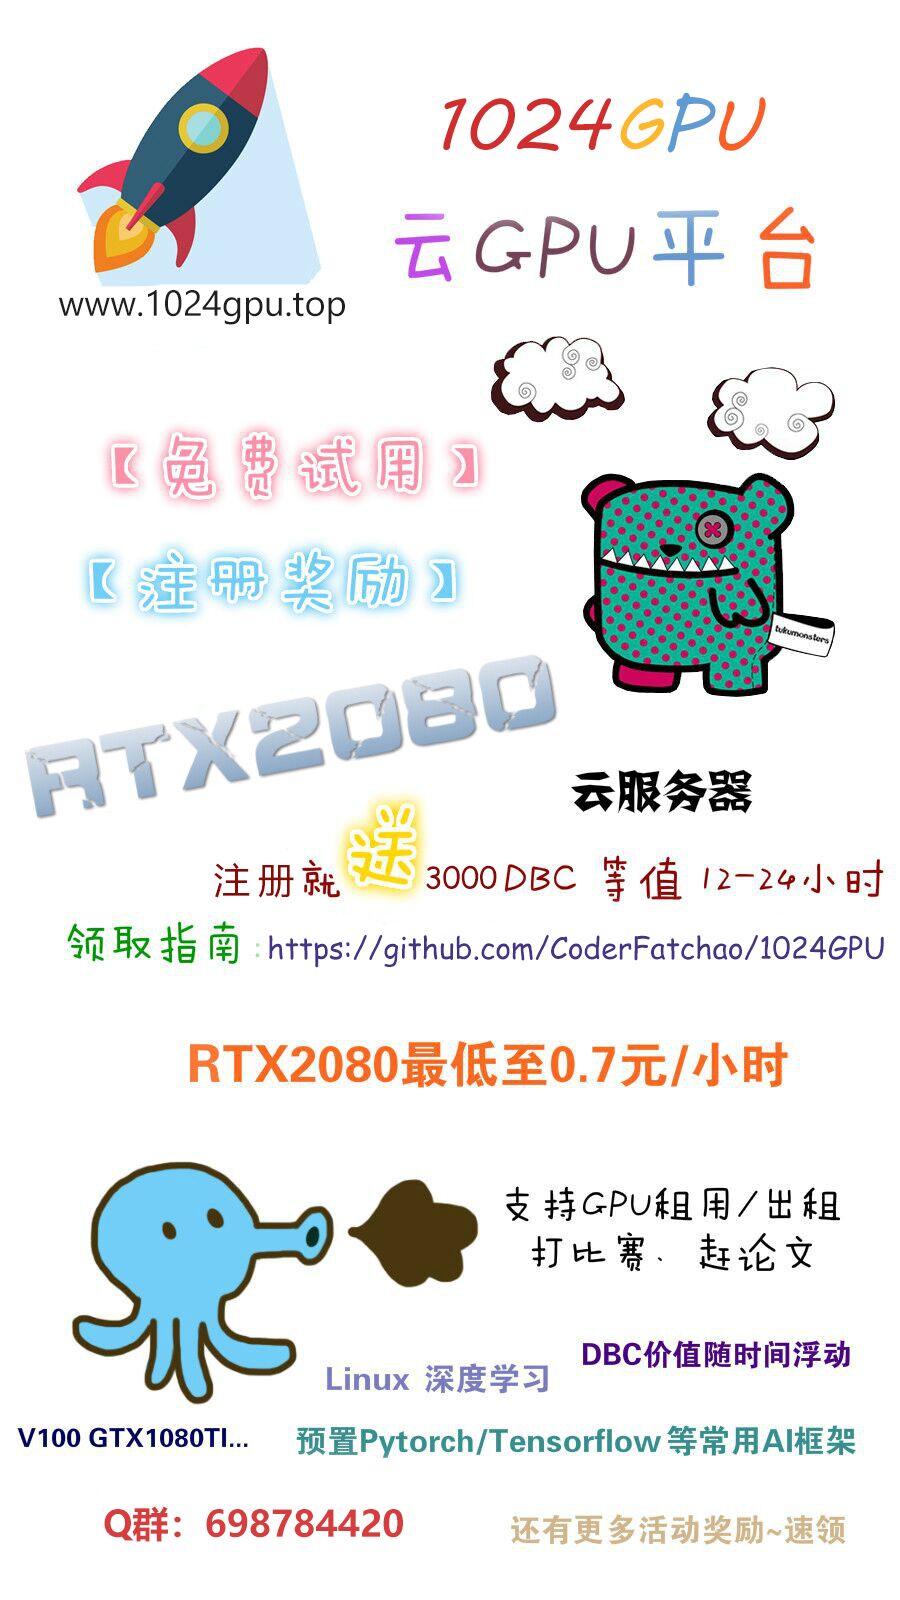 1024GPU
云GPU平台
www.1024gpu.top
【免费试用】
【注册奖励】
tukumonsters
RTX2080
云服务器
注册就送3000DBC 等值 12-24小时
领取指南:https://github.com/CoderFatchao/1024GPU
RTX2080最低至0.7元/小时
支持GPU租用/出租
打比赛、赶论文
DBC价值随时间浮动
Linux 深度学习
V100 GTX1080TI...
预置Pytorch/Tensorflow等常用AI框架
Q群：698784420
还有更多活动奖励~速领